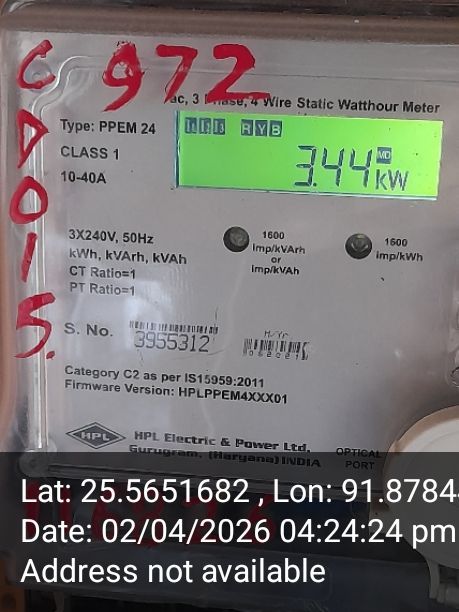 972
C
D
0
1
5.
ac, 3 Phase, 4 Wire Static Watthour Meter
Type: PPEM 24
CLASS 1
10-40A
R Y B
3.44 MD kW
3X240V, 50Hz
kWh, kVArh, kVAh
CT Ratio=1
PT Ratio=1
1600
imp/kVArh
or
imp/kVAh
1600
imp/kWh
S. No.
3955312
M/Yr
Category C2 as per IS15959:2011
Firmware Version: HPLPPEM4XXX01
HPL
HPL Electric & Power Ltd.
Gurugram. (Haryana) INDIA
OPTICAL
PORT
Lat: 25.5651682 , Lon: 91.8784
Date: 02/04/2026 04:24:24 pm
Address not available